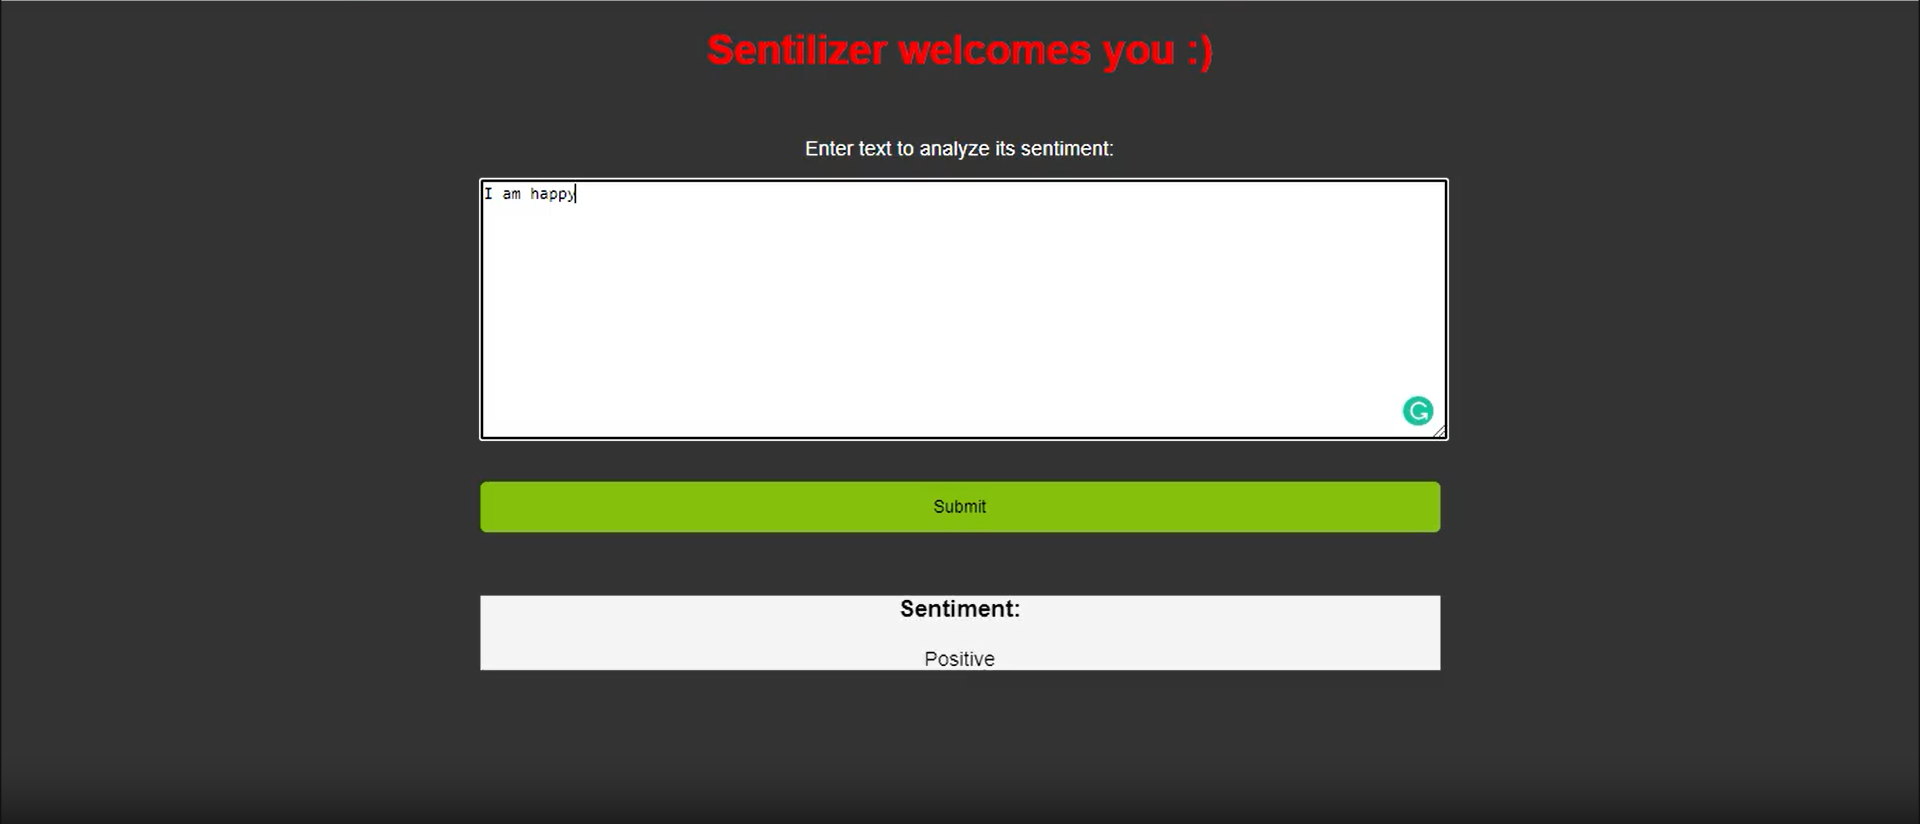 Sentilizer welcomes you :)
Enter text to analyze its sentiment:
I am happy
Submit
Sentiment:
Positive